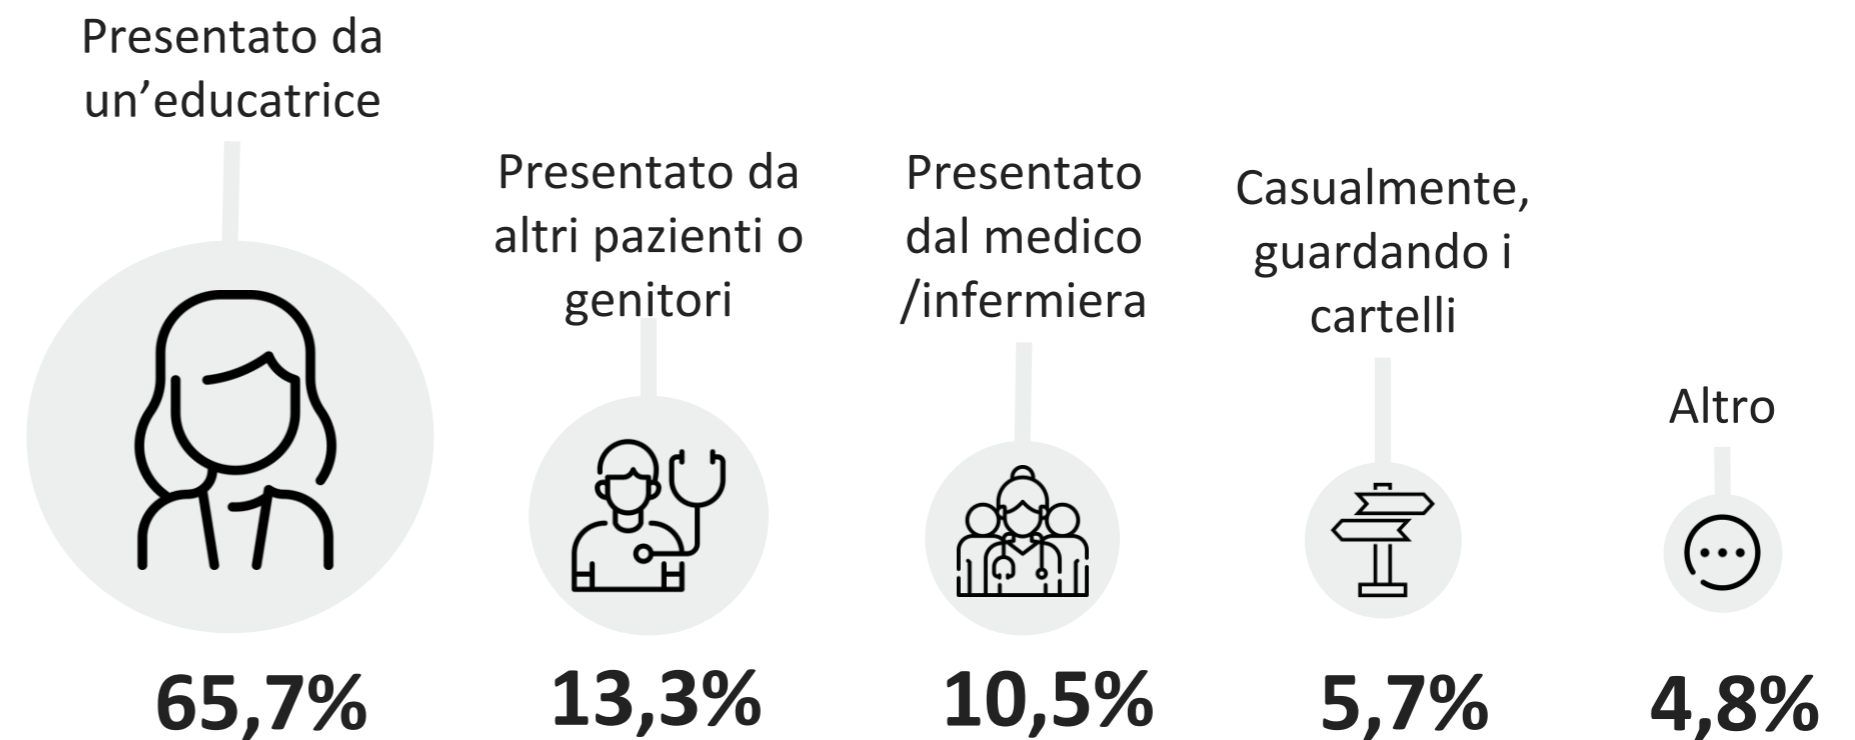 Presentato da
un’educatrice
65,7%
Presentato da
altri pazienti o
genitori
13,3%
Presentato
dal medico
/infermiera
10,5%
Casualmente,
guardando i
cartelli
5,7%
Altro
4,8%